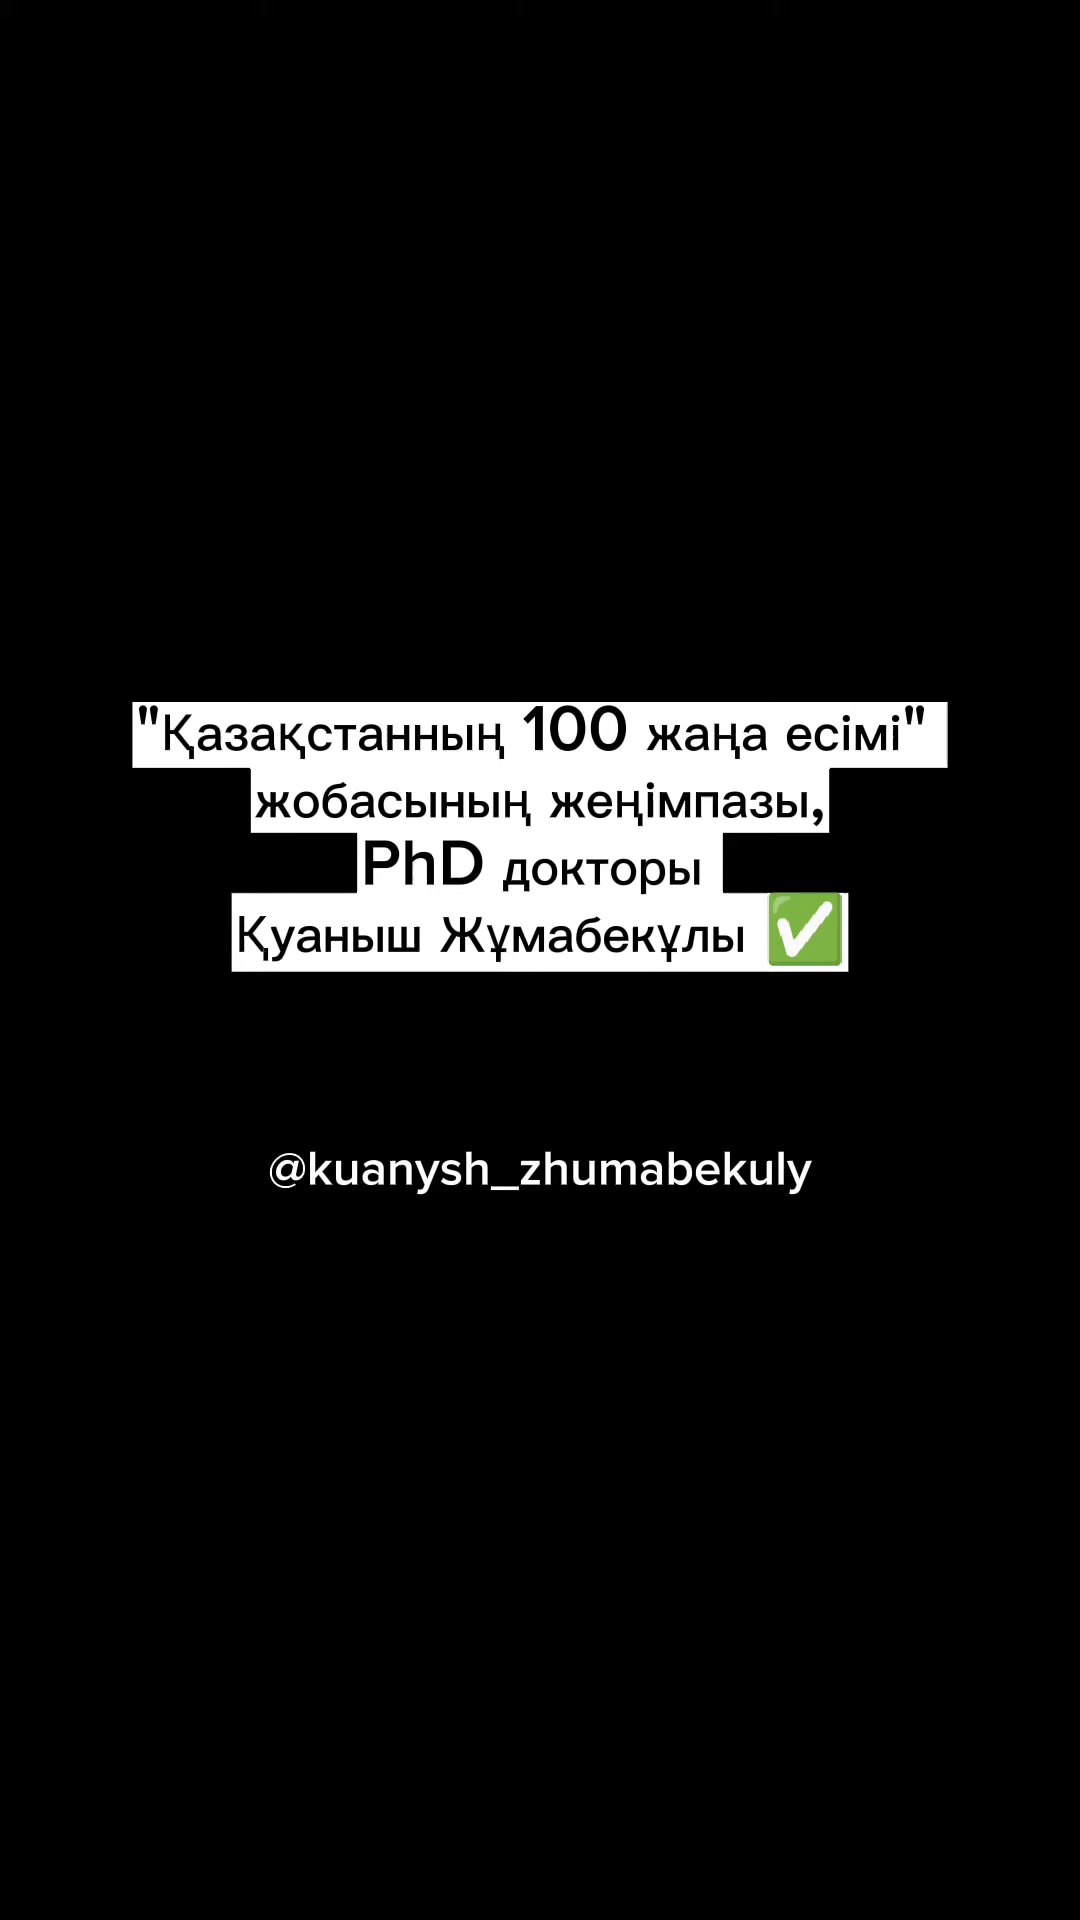 "Қазақстанның 100 жаңа есімі"
жобасының жеңімпазы,
PhD докторы
Қуаныш Жұмабекұлы ✅
@kuanysh_zhumabekuly